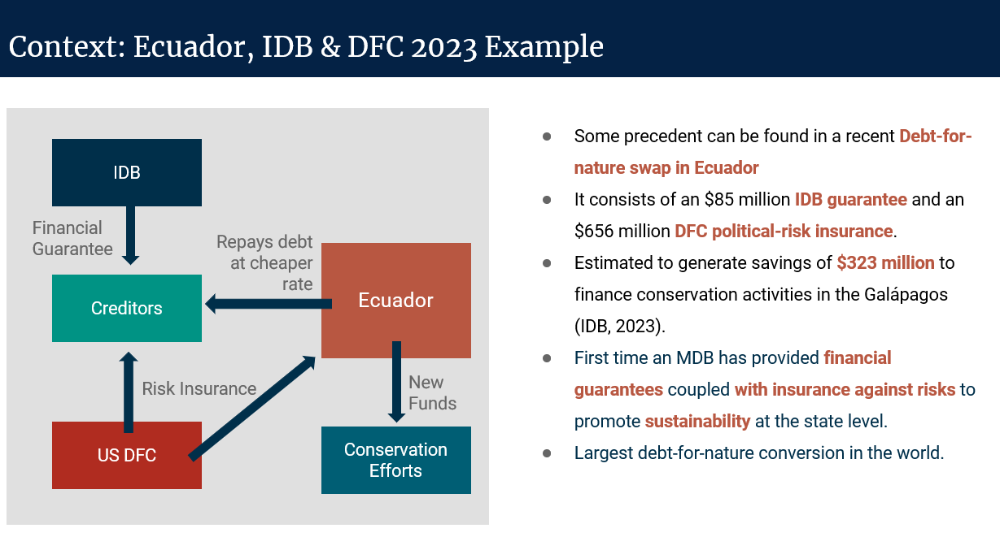 Context: Ecuador, IDB & DFC 2023 Example
IDB
Financial
Guarantee
Repays debt
at cheaper
rate
Ecuador
Creditors
Risk Insurance
New
Funds
US DFC
Conservation
Efforts
● Some precedent can be found in a recent Debt-for-
nature swap in Ecuador
● It consists of an $85 million IDB guarantee and an
$656 million DFC political-risk insurance.
● Estimated to generate savings of $323 million to
finance conservation activities in the Galápagos
(IDB, 2023).
● First time an MDB has provided financial
guarantees coupled with insurance against risks to
promote sustainability at the state level.
● Largest debt-for-nature conversion in the world.